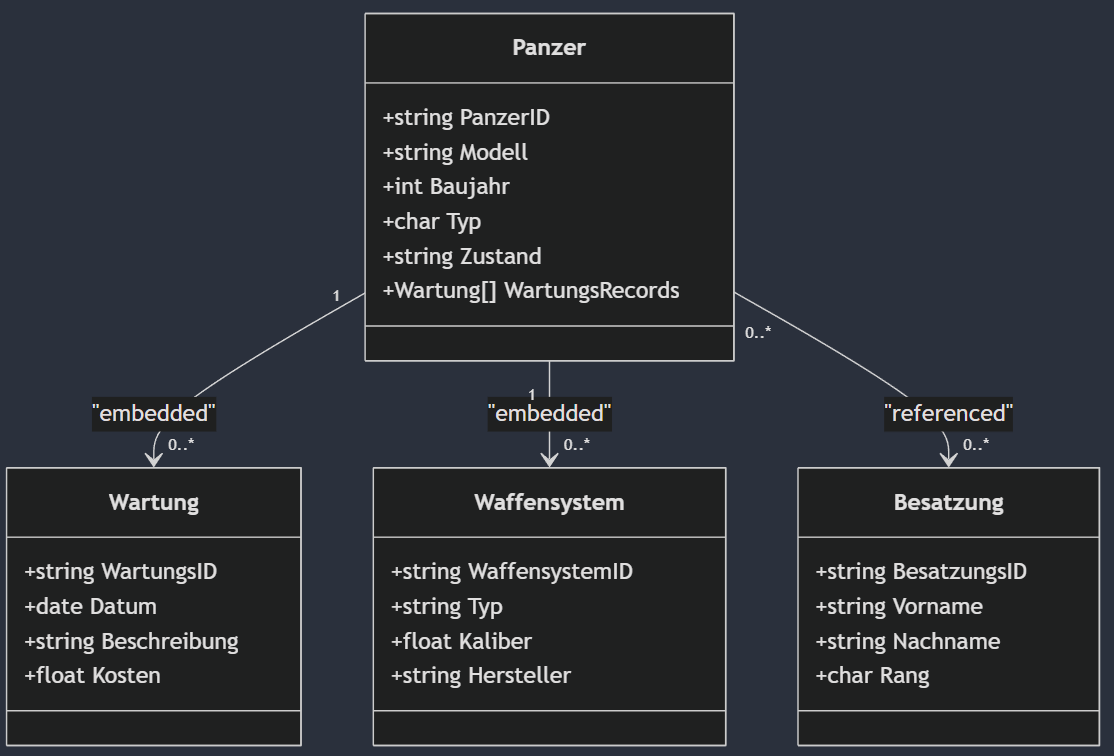 Panzer
+string PanzerID
+string Modell
+int Baujahr
+char Typ
+string Zustand
+Wartung[] WartungsRecords
1
0..*
1
"embedded"
"embedded"
"referenced"
0..*
0..*
0..*
Wartung
+string WartungsID
+date Datum
+string Beschreibung
+float Kosten
Waffensystem
+string WaffensystemID
+string Typ
+float Kaliber
+string Hersteller
Besatzung
+string BesatzungsID
+string Vorname
+string Nachname
+char Rang